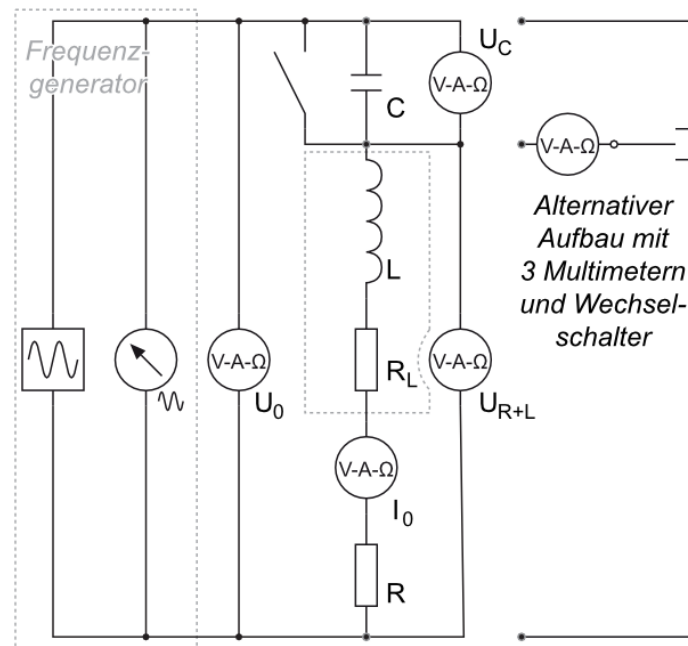 Frequenz-
generator
U_C
V-A-Ω
C
V-A-Ω
Alternativer
Aufbau mit
3 Multimetern
und Wechsel-
schalter
L
V-A-Ω
U_0
R_L
V-A-Ω
U_R+L
V-A-Ω
I_0
R